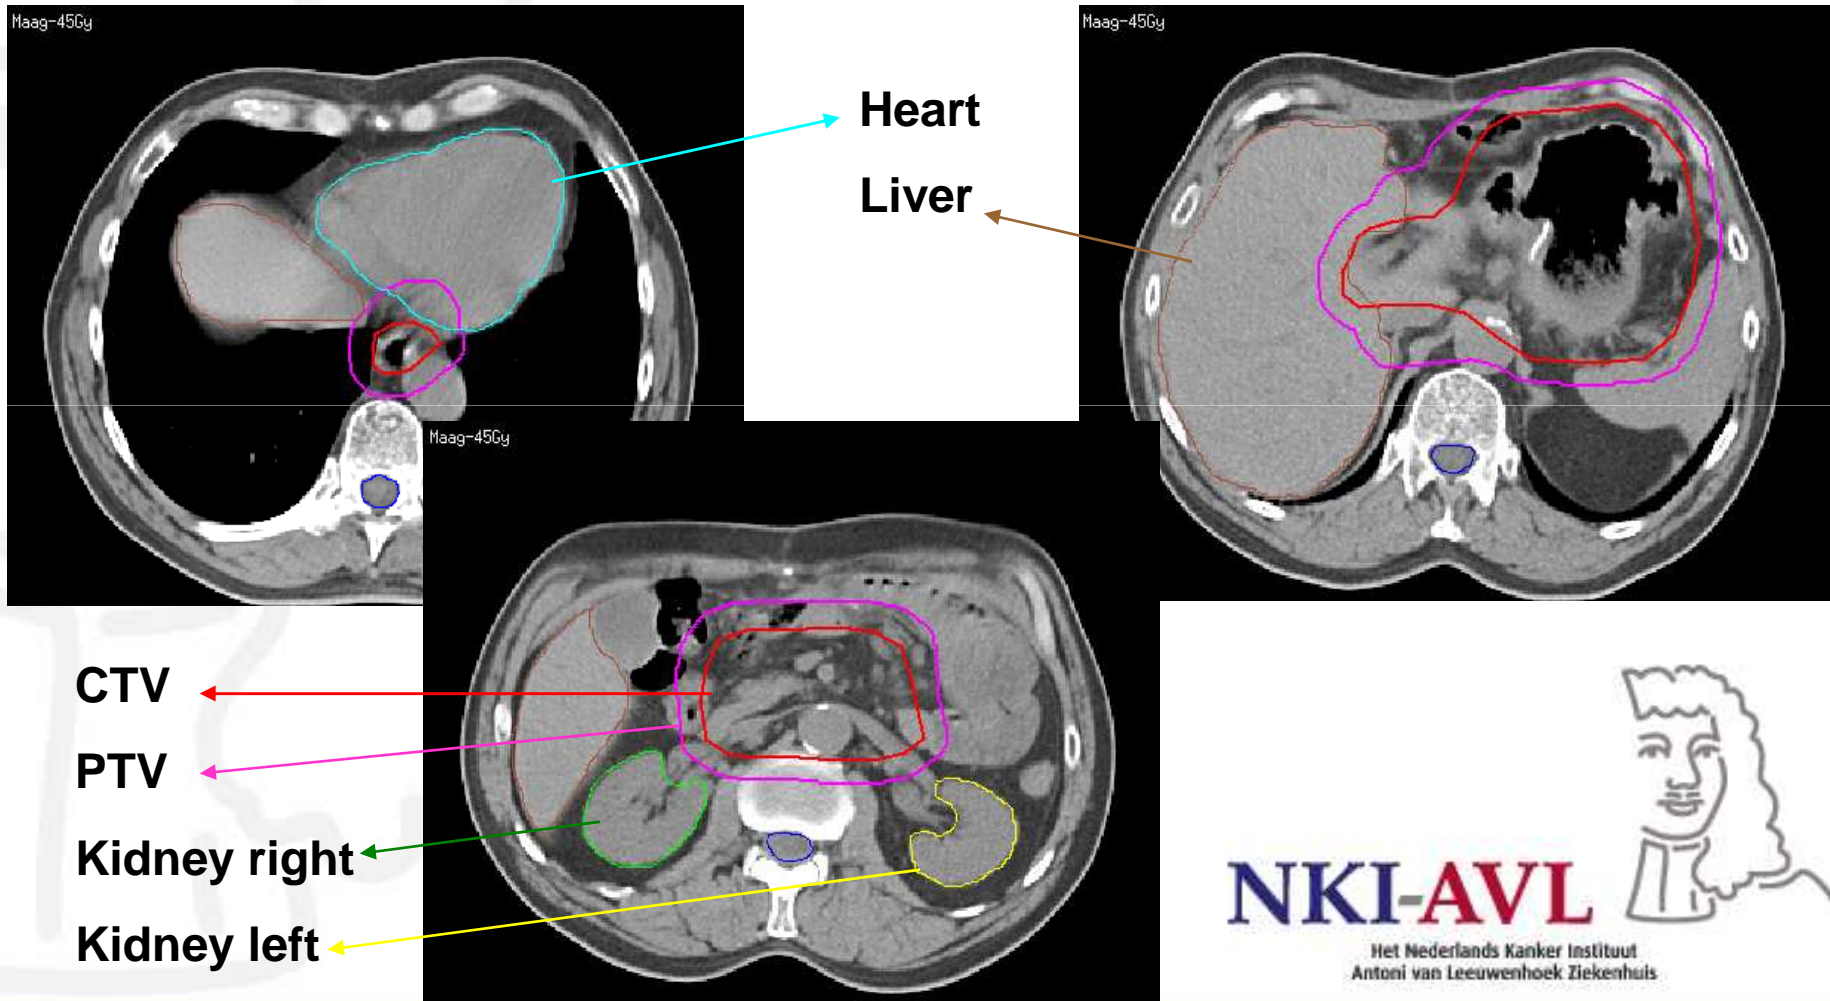 Maag-45Gy
Maag-45Gy
Heart
Liver
Maag-45Gy
CTV
PTV
Kidney right
Kidney left
NKI-AVL
Het Nederlands Kanker Instituut
Antoni van Leeuwenhoek Ziekenhuis